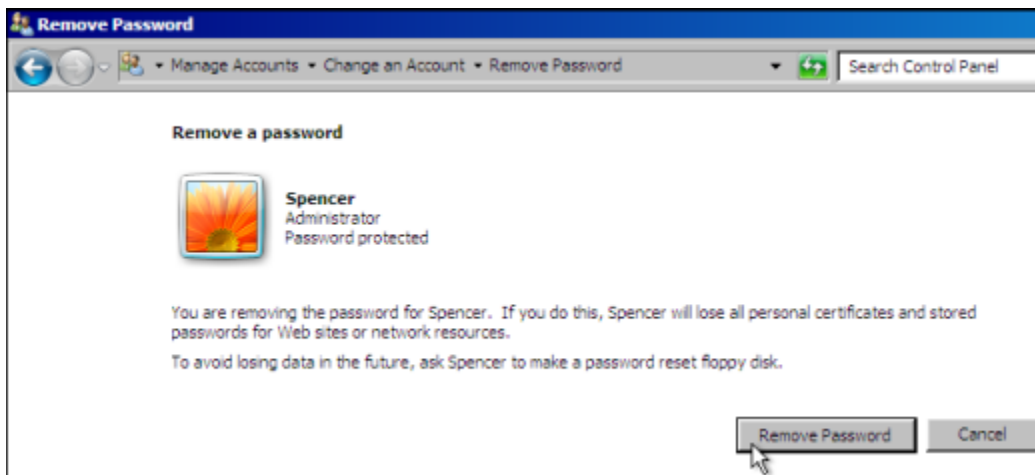 Remove Password
Manage Accounts Change an Account Remove Password
Search Control Panel
Remove a password
Spencer
Administrator
Password protected
You are removing the password for Spencer. If you do this, Spencer will lose all personal certificates and stored
passwords for Web sites or network resources.
To avoid losing data in the future, ask Spencer to make a password reset floppy disk.
Remove Password
Cancel